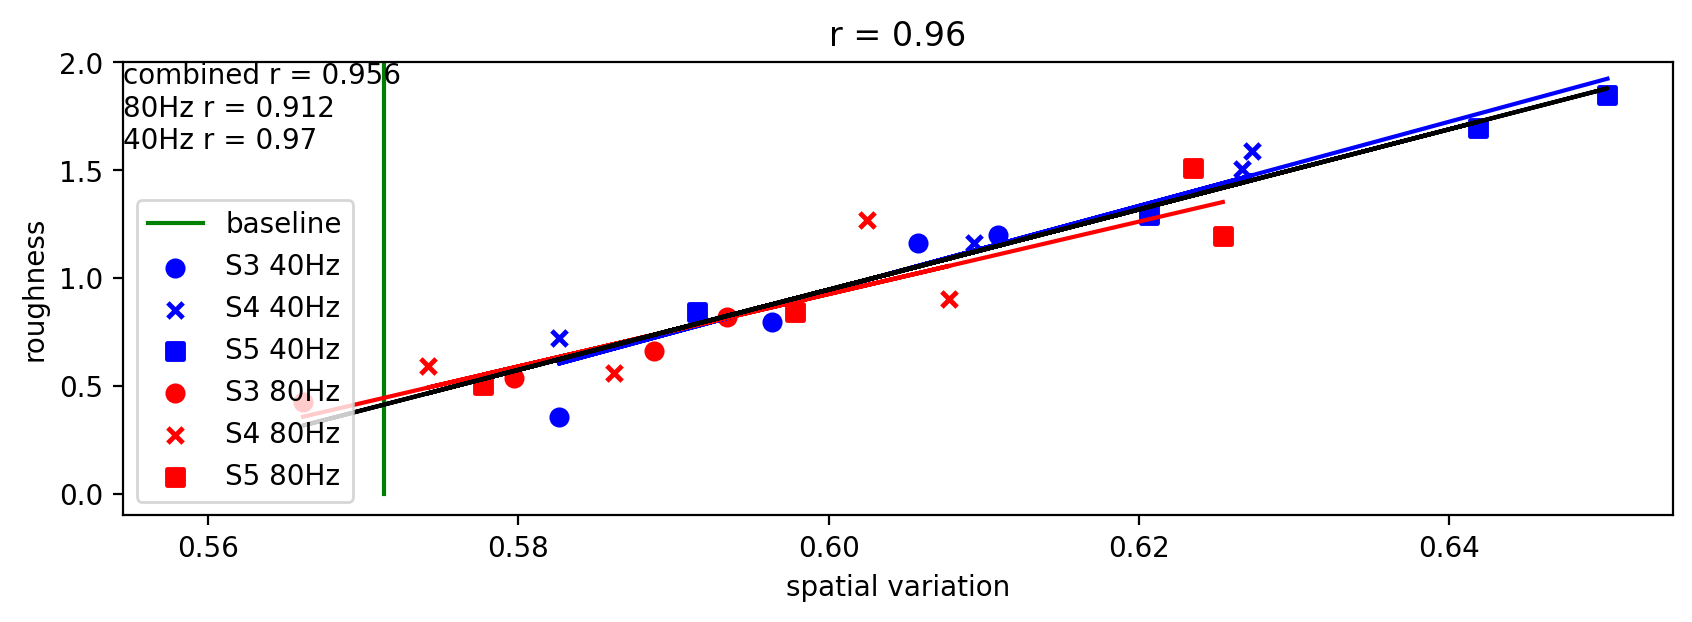 r = 0.96
combined r = 0.956
80Hz r = 0.912
40Hz r = 0.97
2.0
1.5
1.0
0.5
0.0
roughness
baseline
S3 40Hz
S4 40Hz
S5 40Hz
S3 80Hz
S4 80Hz
S5 80Hz
0.56 0.58 0.60 0.62 0.64
spatial variation